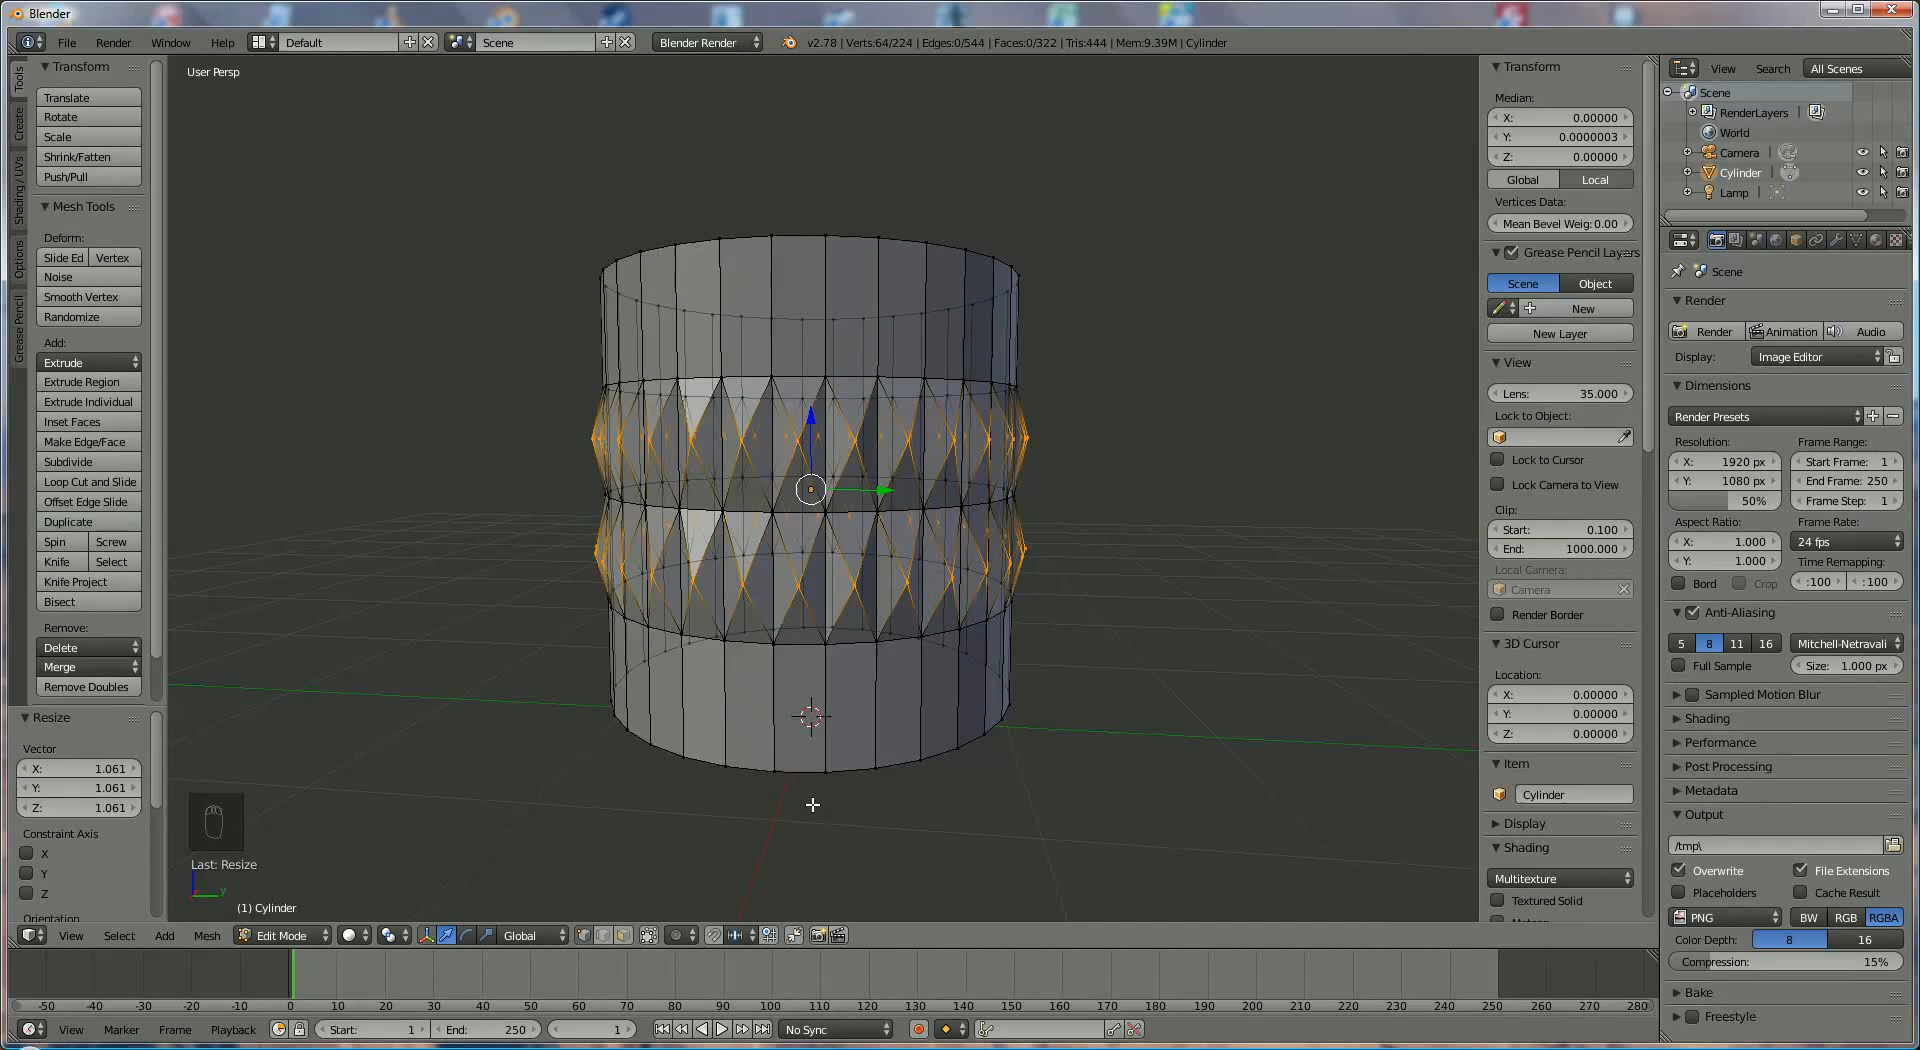 Blender
File Render Window Help Default Scene Blender Render v2.78 | Verts:64/224 | Edges:0/544 | Faces:0/322 | Tris:444 | Mem:9.39M | Cylinder
Tools
Create
Shading / UVs
Options
Grease Pencil
Transform
Translate
Rotate
Scale
Shrink/Fatten
Push/Pull
Mesh Tools
Deform:
Slide Ed Vertex
Noise
Smooth Vertex
Randomize
Add:
Extrude
Extrude Region
Extrude Individual
Inset Faces
Make Edge/Face
Subdivide
Loop Cut and Slide
Offset Edge Slide
Duplicate
Spin Screw
Knife Select
Knife Project
Bisect
Remove:
Delete
Merge
Remove Doubles
Resize
Vector
X: 1.061
Y: 1.061
Z: 1.061
Constraint Axis
X
Y
Z
Orientation
User Persp
Last: Resize
y
(1) Cylinder
Transform
Median:
X: 0.00000
Y: 0.0000003
Z: 0.00000
Global Local
Vertices Data:
Mean Bevel Weig: 0.00
Grease Pencil Layers
Scene Object
New
New Layer
View
Lens: 35.000
Lock to Object:
Lock to Cursor
Lock Camera to View
Clip:
Start: 0.100
End: 1000.000
Local Camera:
Camera
Render Border
3D Cursor
Location:
X: 0.00000
Y: 0.00000
Z: 0.00000
Item
Cylinder
Display
Shading
Multitexture
Textured Solid
View Search All Scenes
Scene
RenderLayers
World
Camera
Cylinder
Lamp
Scene
Render
Render Animation Audio
Display: Image Editor
Dimensions
Render Presets
Resolution: Frame Range:
X: 1920 px Start Frame: 1
Y: 1080 px End Frame: 250
50% Frame Step: 1
Aspect Ratio: Frame Rate:
X: 1.000 24 fps
Y: 1.000 Time Remapping:
Bord Crop :100 :100
Anti-Aliasing
5 8 11 16 Mitchell-Netravali
Full Sample Size: 1.000 px
Sampled Motion Blur
Shading
Performance
Post Processing
Metadata
Output
/tmp\
Overwrite File Extensions
Placeholders Cache Result
PNG BW RGB RGBA
Color Depth: 8 16
Compression: 15%
Bake
Freestyle
View Select Add Mesh Edit Mode Global
-50 -40 -30 -20 -10 0 10 20 30 40 50 60 70 80 90 100 110 120 130 140 150 160 170 180 190 200 210 220 230 240 250 260 270 280
View Marker Frame Playback Start: 1 End: 250 1 No Sync